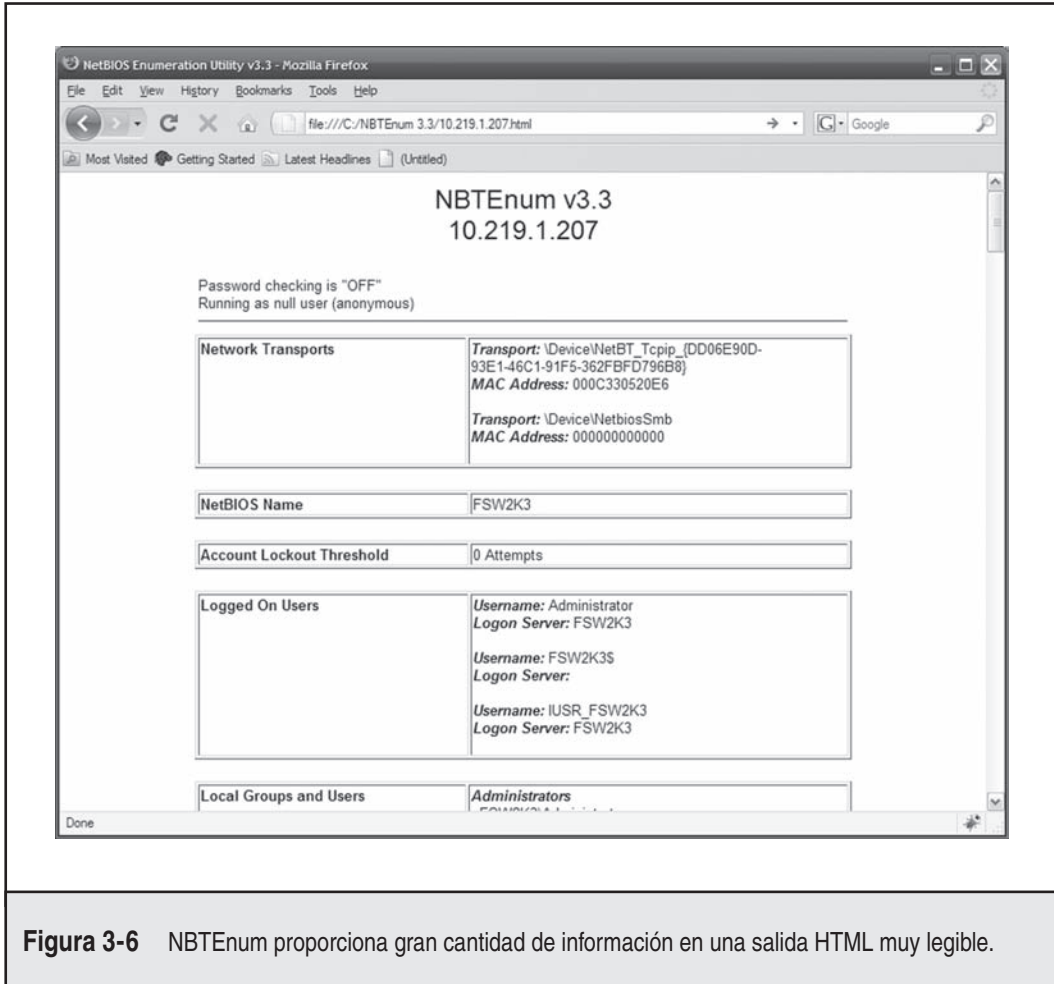 NetBIOS Enumeration Utility v3.3 - Mozilla Firefox
File Edit View History Bookmarks Tools Help
file:///C:/NBTEnum 3.3/10.219.1.207.html
G Google
Most Visited Getting Started Latest Headlines (Untitled)
NBTEnum v3.3
10.219.1.207
Password checking is "OFF"
Running as null user (anonymous)
Network Transports
Transport: \Device\NetBT_Tcpip_{DD06E90D-
93E1-46C1-91F5-362FBFD796B8}
MAC Address: 000C330520E6
Transport: \Device\NetbiosSmb
MAC Address: 000000000000
NetBIOS Name
FSW2K3
Account Lockout Threshold
0 Attempts
Logged On Users
Username: Administrator
Logon Server: FSW2K3
Username: FSW2K3$
Logon Server:
Username: IUSR_FSW2K3
Logon Server: FSW2K3
Local Groups and Users
Administrators
Done
Figura 3-6 NBTEnum proporciona gran cantidad de información en una salida HTML muy legible.